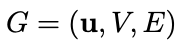 G = (u, V, E)